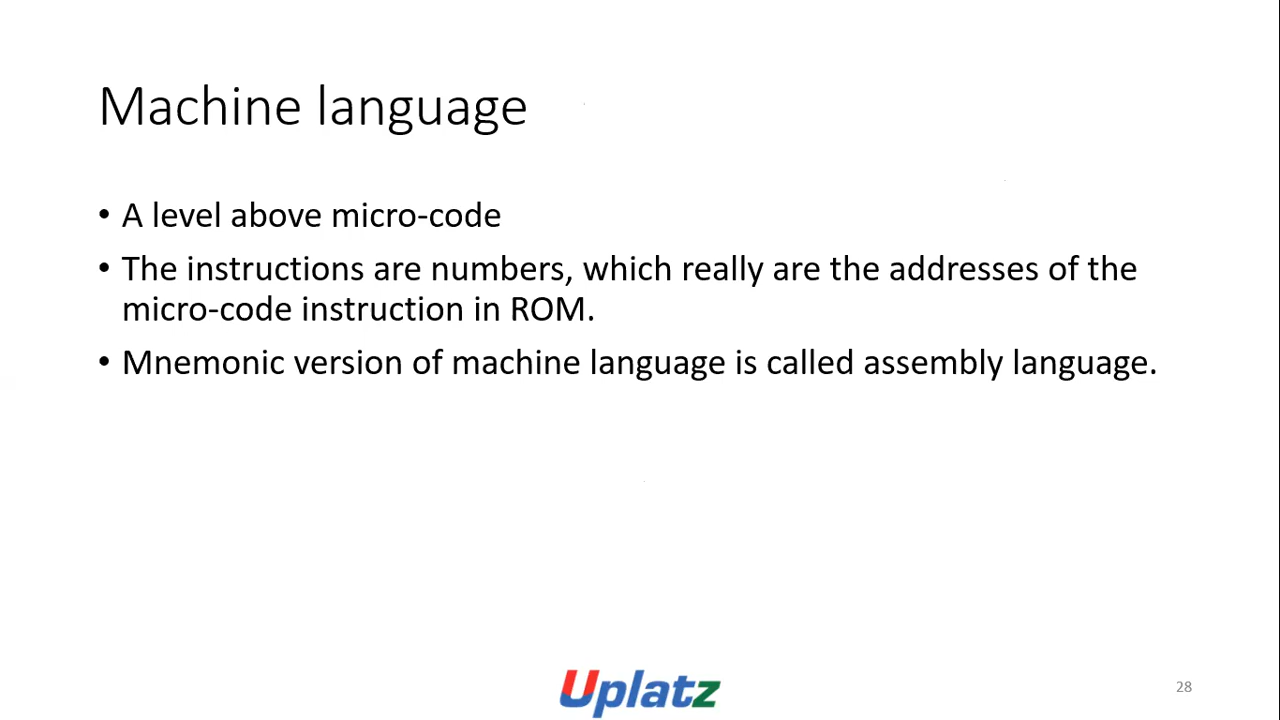 Machine language
• A level above micro-code
• The instructions are numbers, which really are the addresses of the
micro-code instruction in ROM.
• Mnemonic version of machine language is called assembly language.
Uplatz
28